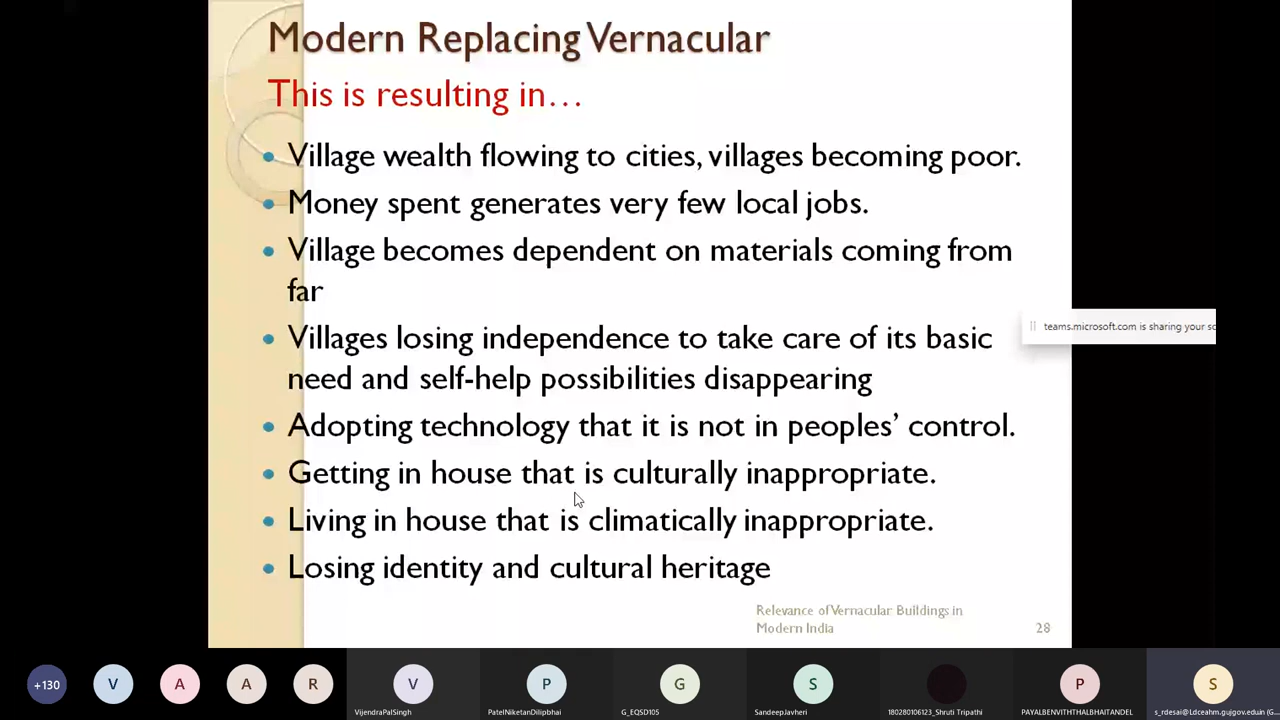 Modern Replacing Vernacular
This is resulting in…
• Village wealth flowing to cities, villages becoming poor.
• Money spent generates very few local jobs.
• Village becomes dependent on materials coming from
far
• Villages losing independence to take care of its basic
need and self-help possibilities disappearing
• Adopting technology that it is not in peoples’ control.
• Getting in house that is culturally inappropriate.
• Living in house that is climatically inappropriate.
• Losing identity and cultural heritage
teams.microsoft.com is sharing your sc
Relevance of Vernacular Buildings in
Modern India
28
+130
V
A
A
R
V
P
G
S
P
S
VijendraPalSingh
PatelNiketanDilipbhai
G_EQSD105
SandeepJavheri
180280106123_Shruti Tripathi
PAYALBENVITHTHALBHAITANDEL
s_rdesai@Ldceahm.gujgov.eduin (G...